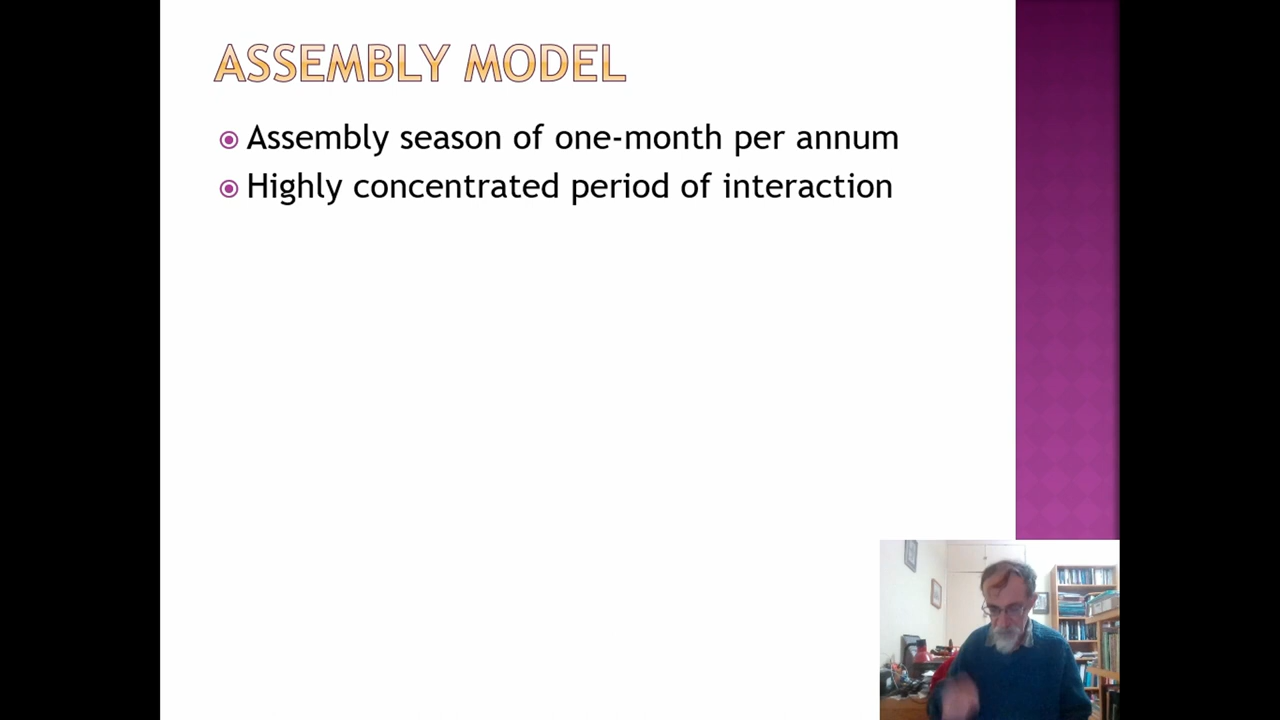 ASSEMBLY MODEL
Assembly season of one-month per annum
Highly concentrated period of interaction